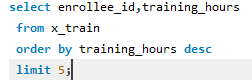 select enrollee_id,training_hours
from x_train
order by training_hours desc
limit 5;